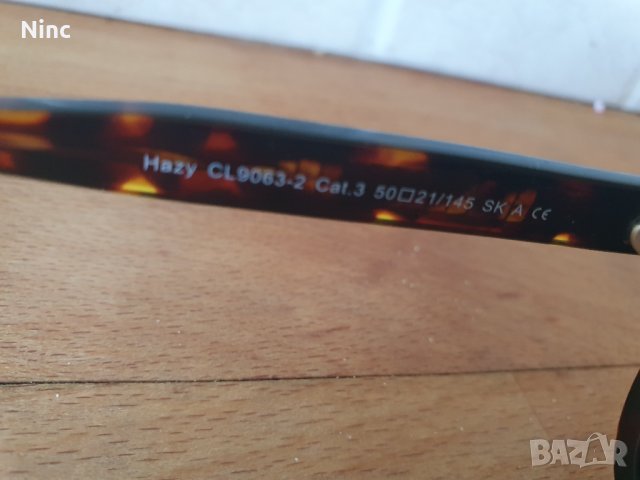 Ninc
Hazy CL9063-2 Cat.3 50□21/145 SK A CE
BAZAR